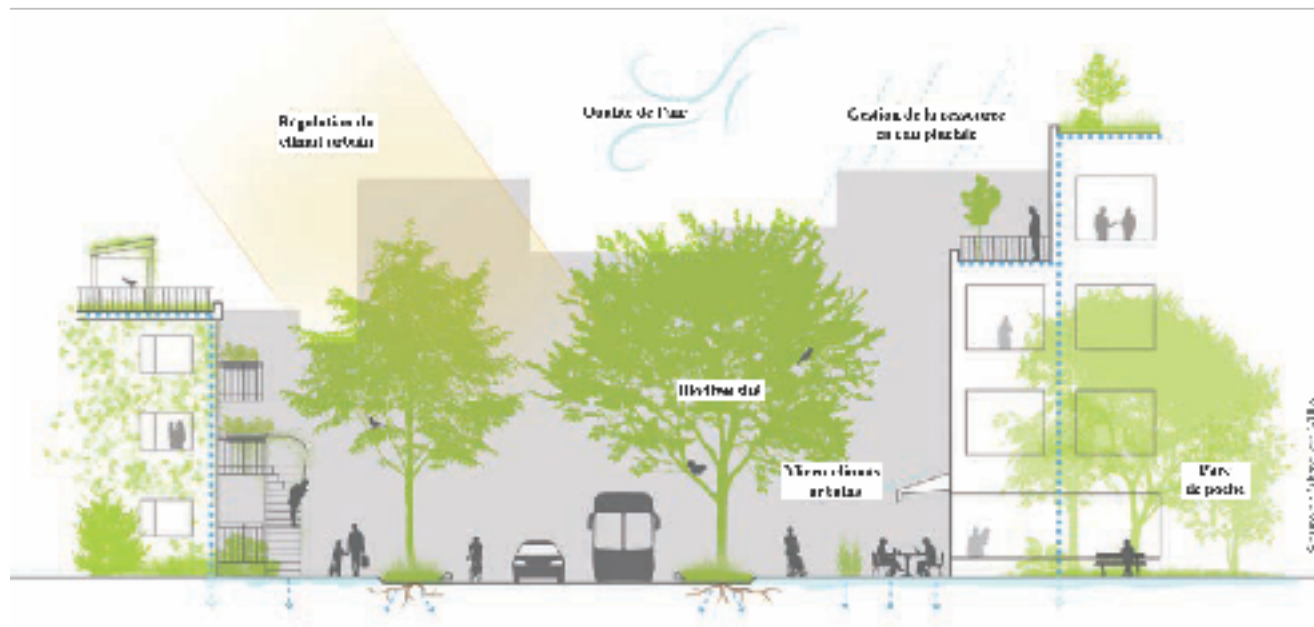 Régulation du
climat urbain
Qualité de l'air
Gestion de la ressource
en eau pluviale
Biodiversité
Micro-climats
urbains
Parc
de poche